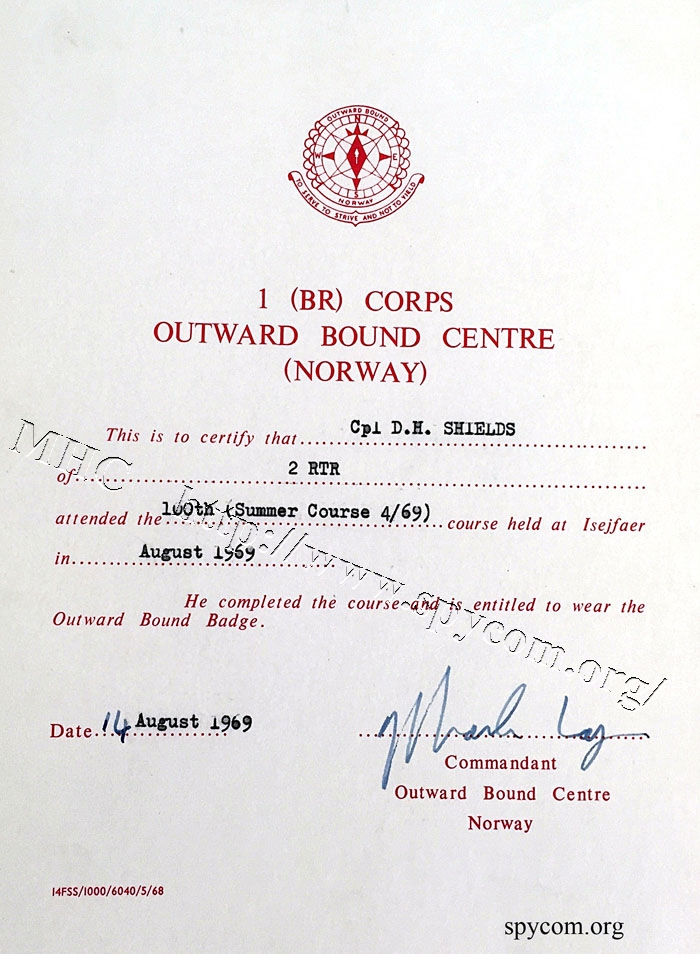 OUTWARD BOUND
N
W E
S
NORWAY
TO SERVE TO STRIVE AND NOT TO YIELD
1 (BR) CORPS
OUTWARD BOUND CENTRE
(NORWAY)
This is to certify that Cpl D.H. SHIELDS
of 2 RTR
attended the 100th (Summer Course 4/69) course held at Isejfaer
in August 1969
He completed the course and is entitled to wear the
Outward Bound Badge.
MHC http://www.spycom.org/
Date 14 August 1969
Commandant
Outward Bound Centre
Norway
14FSS/1000/6040/5/68
spycom.org